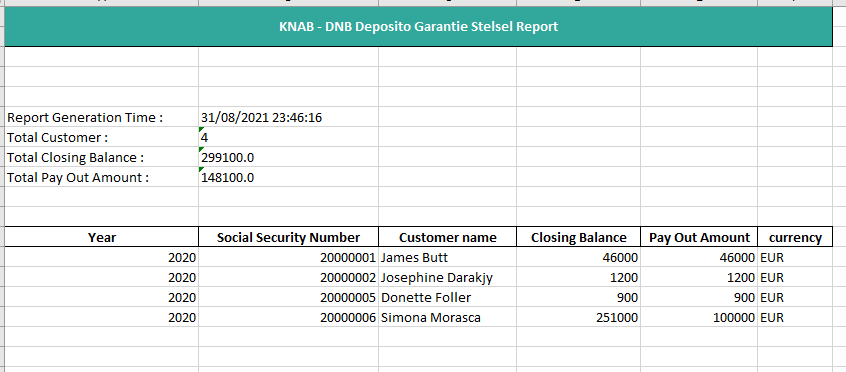 KNAB - DNB Deposito Garantie Stelsel Report
Report Generation Time : 31/08/2021 23:46:16
Total Customer : 4
Total Closing Balance : 299100.0
Total Pay Out Amount : 148100.0
Year Social Security Number Customer name Closing Balance Pay Out Amount currency
2020 20000001 James Butt 46000 46000 EUR
2020 20000002 Josephine Darakjy 1200 1200 EUR
2020 20000005 Donette Foller 900 900 EUR
2020 20000006 Simona Morasca 251000 100000 EUR